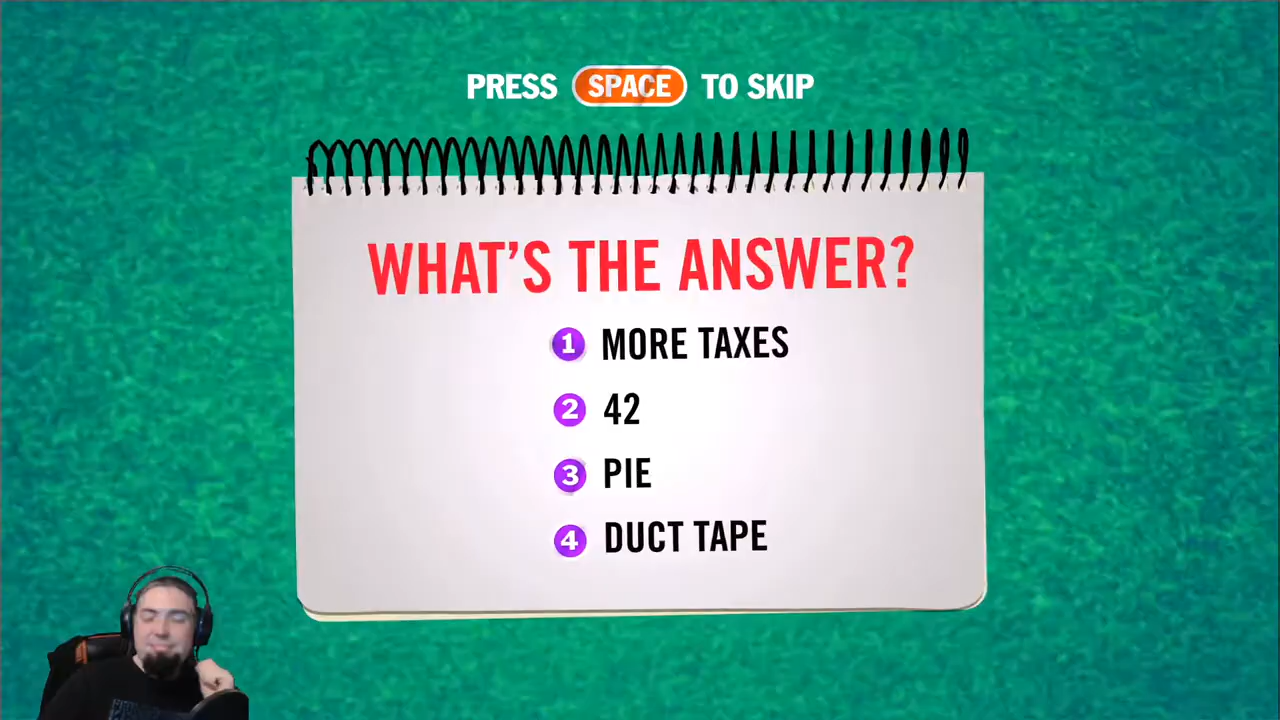 PRESS SPACE TO SKIP
WHAT'S THE ANSWER?
1 MORE TAXES
2 42
3 PIE
4 DUCT TAPE